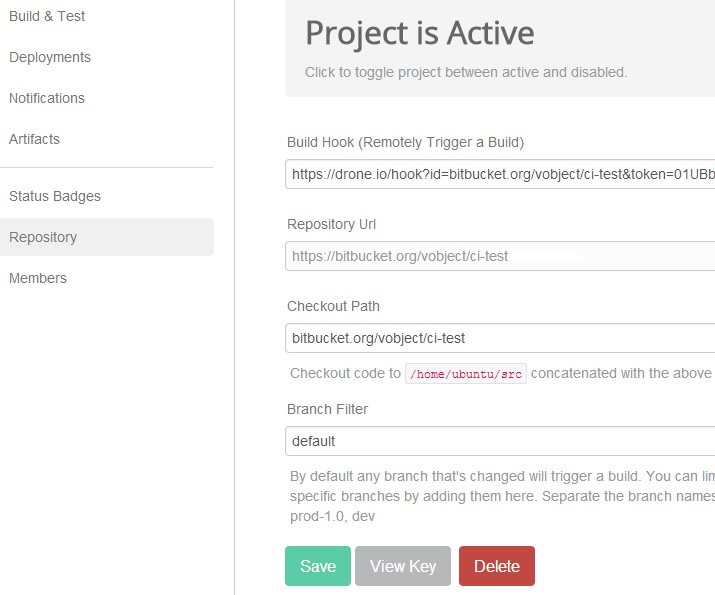 Build & Test
Deployments
Notifications
Artifacts
Status Badges
Repository
Members
Project is Active
Click to toggle project between active and disabled.
Build Hook (Remotely Trigger a Build)
https://drone.io/hook?id=bitbucket.org/vobject/ci-test&token=01UBb
Repository Url
https://bitbucket.org/vobject/ci-test
Checkout Path
bitbucket.org/vobject/ci-test
Checkout code to /home/ubuntu/src concatenated with the above
Branch Filter
default
By default any branch that's changed will trigger a build. You can lim
specific branches by adding them here. Separate the branch names
prod-1.0, dev
Save View Key Delete